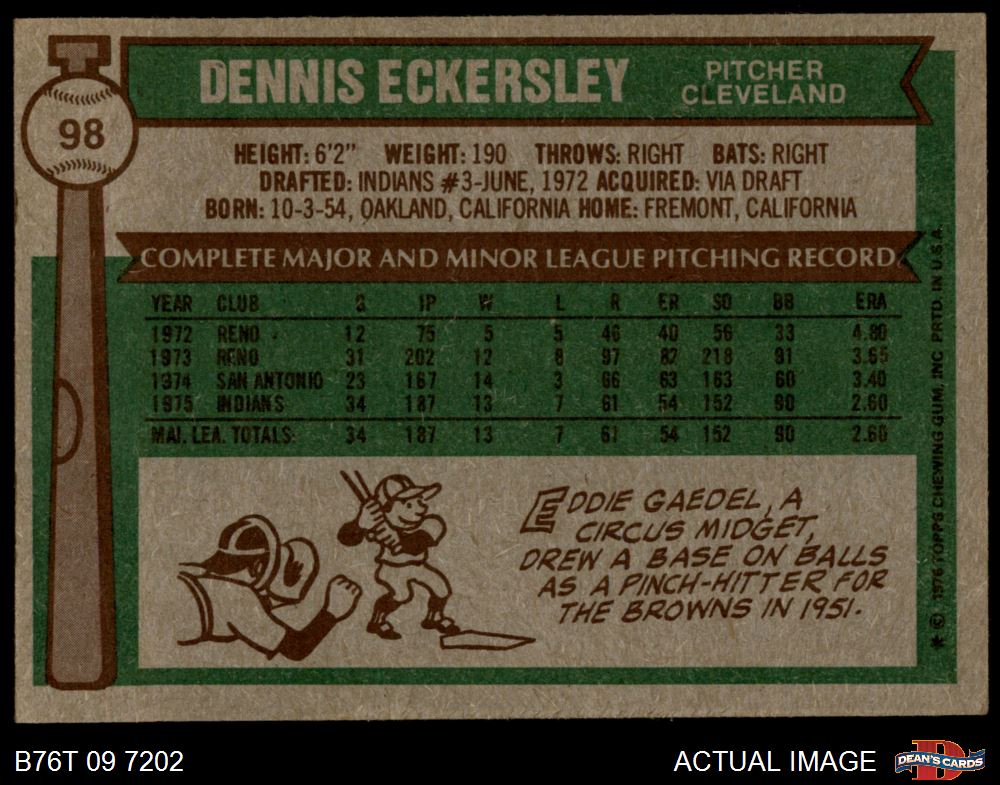 98
DENNIS ECKERSLEY
PITCHER
CLEVELAND
HEIGHT: 6'2" WEIGHT: 190 THROWS: RIGHT BATS: RIGHT
DRAFTED: INDIANS #3-JUNE, 1972 ACQUIRED: VIA DRAFT
BORN: 10-3-54, OAKLAND, CALIFORNIA HOME: FREMONT, CALIFORNIA
COMPLETE MAJOR AND MINOR LEAGUE PITCHING RECORD
YEAR CLUB G IP W L R ER SO BB ERA
1972 RENO 12 75 5 5 46 40 56 33 4.80
1973 RENO 31 202 12 8 97 82 218 91 3.65
1974 SAN ANTONIO 23 167 14 3 66 63 163 60 3.40
1975 INDIANS 34 187 13 7 61 54 152 90 2.60
MAJ. LEA. TOTALS: 34 187 13 7 61 54 152 90 2.60
EDDIE GAEDEL, A
CIRCUS MIDGET,
DREW A BASE ON BALLS
AS A PINCH-HITTER FOR
THE BROWNS IN 1951.
* © 1976 TOPPS CHEWING GUM, INC PRTD. IN U.S.A.
B76T 09 7202
ACTUAL IMAGE
DEAN'S CARDS